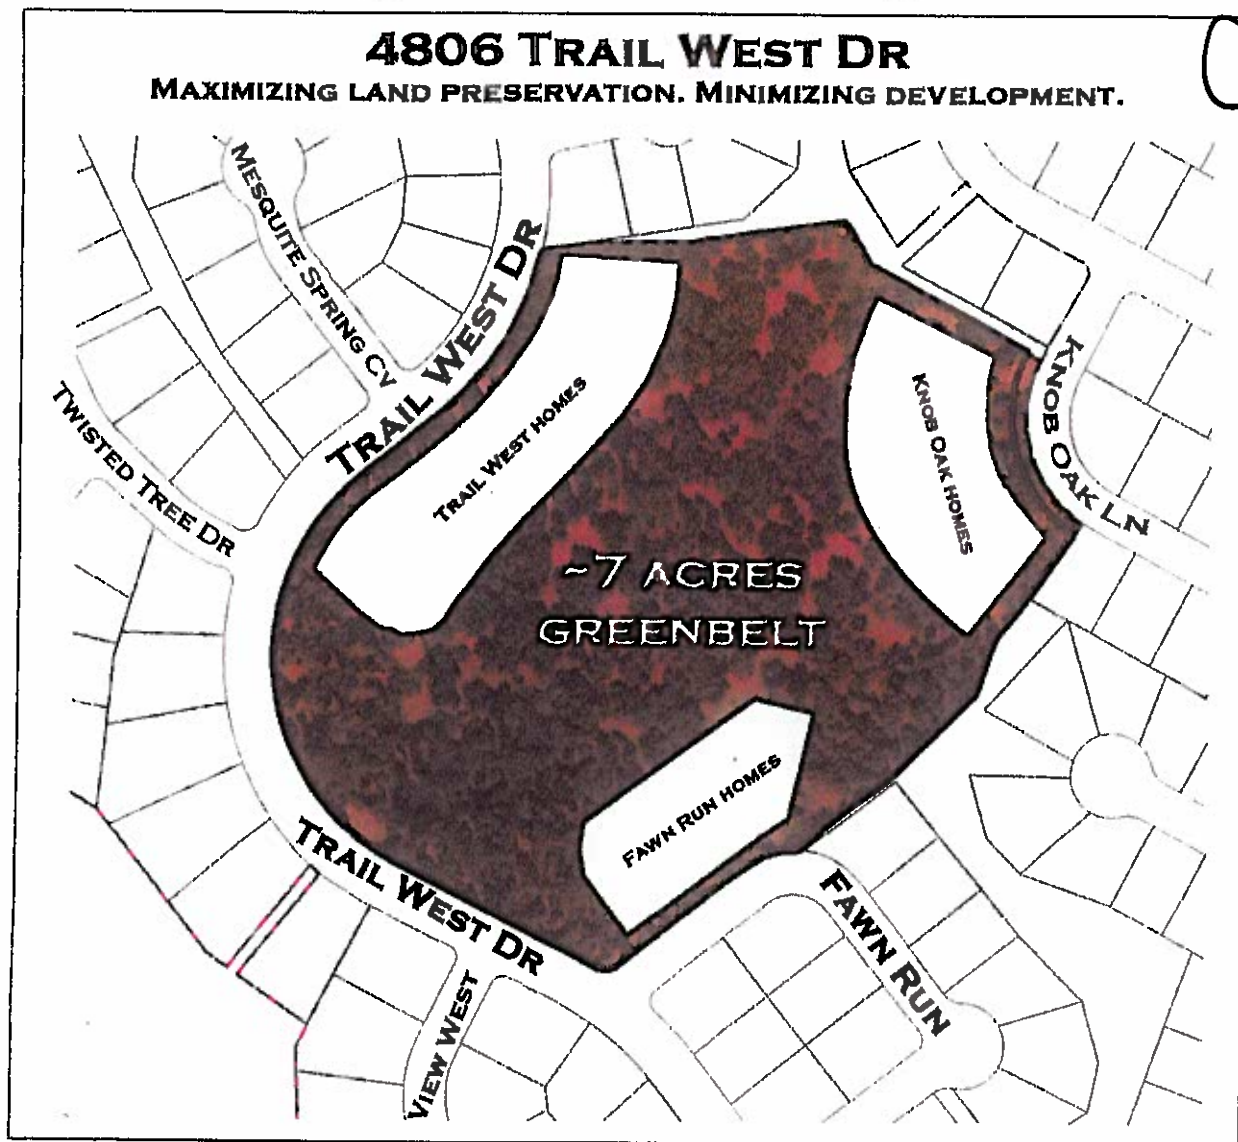 4806 TRAIL WEST DR
MAXIMIZING LAND PRESERVATION. MINIMIZING DEVELOPMENT.
MESQUITE SPRING CV
TRAIL WEST DR
TWISTED TREE DR
TRAIL WEST HOMES
KNOB OAK HOMES
KNOB OAK LN
~7 ACRES
GREENBELT
FAWN RUN HOMES
TRAIL WEST DR
FAWN RUN
VIEW WEST